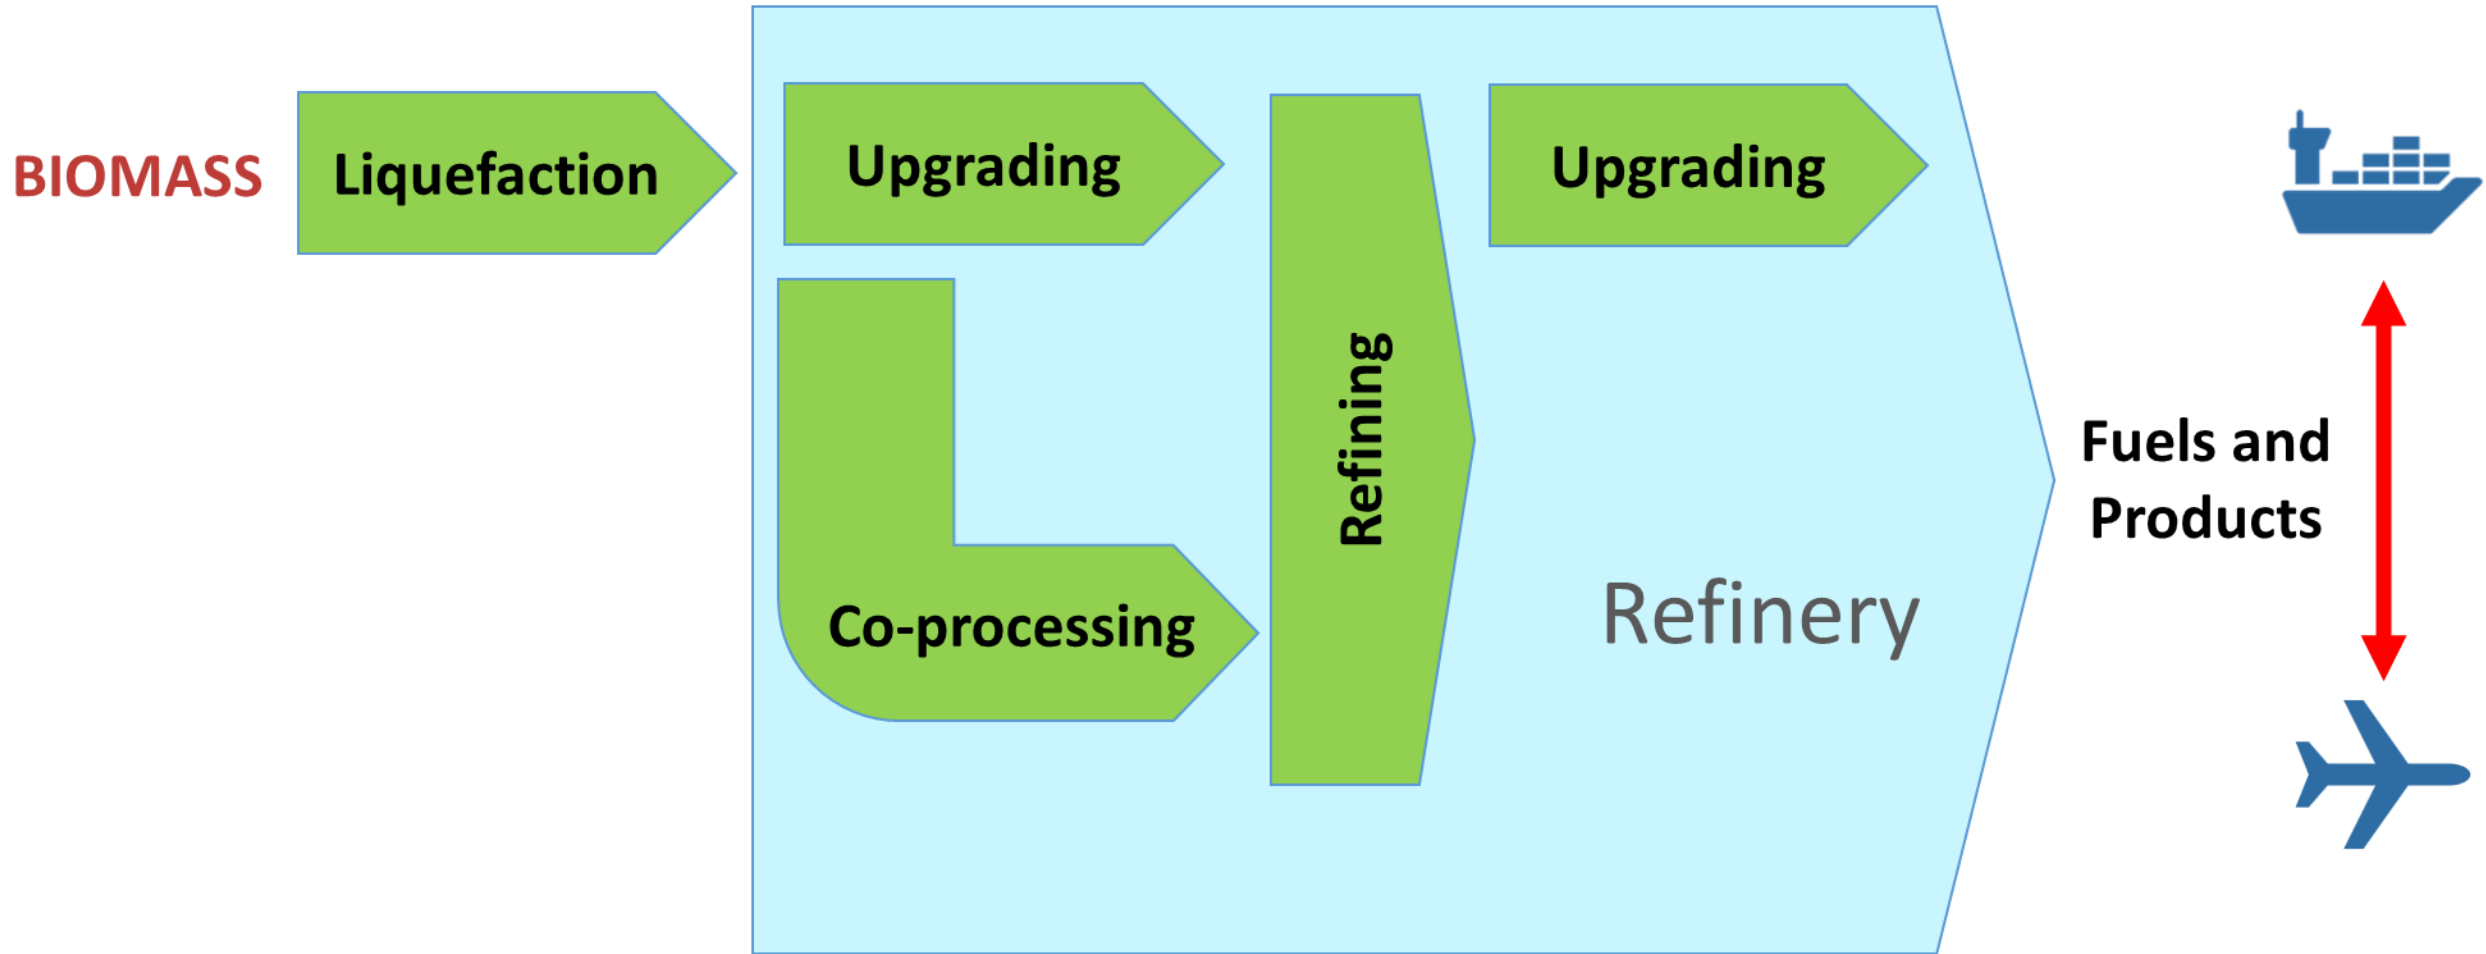 BIOMASS
Liquefaction
Upgrading
Co-processing
Refining
Upgrading
Refinery
Fuels and
Products